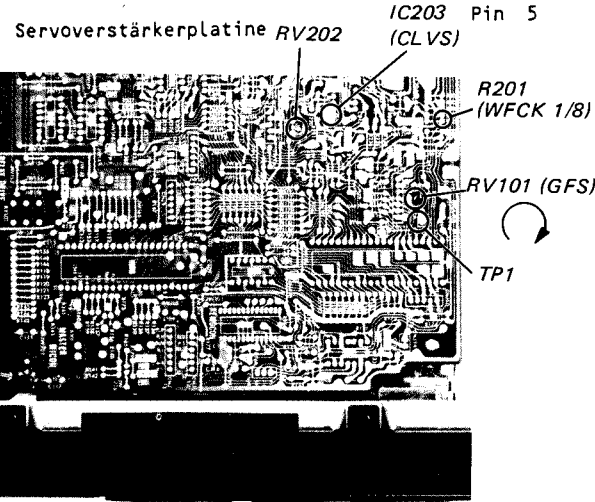 Servoverstärkerplatine
RV202
IC203 Pin 5
(CLVS)
R201
(WFCK 1/8)
RV101 (GFS)
TP1